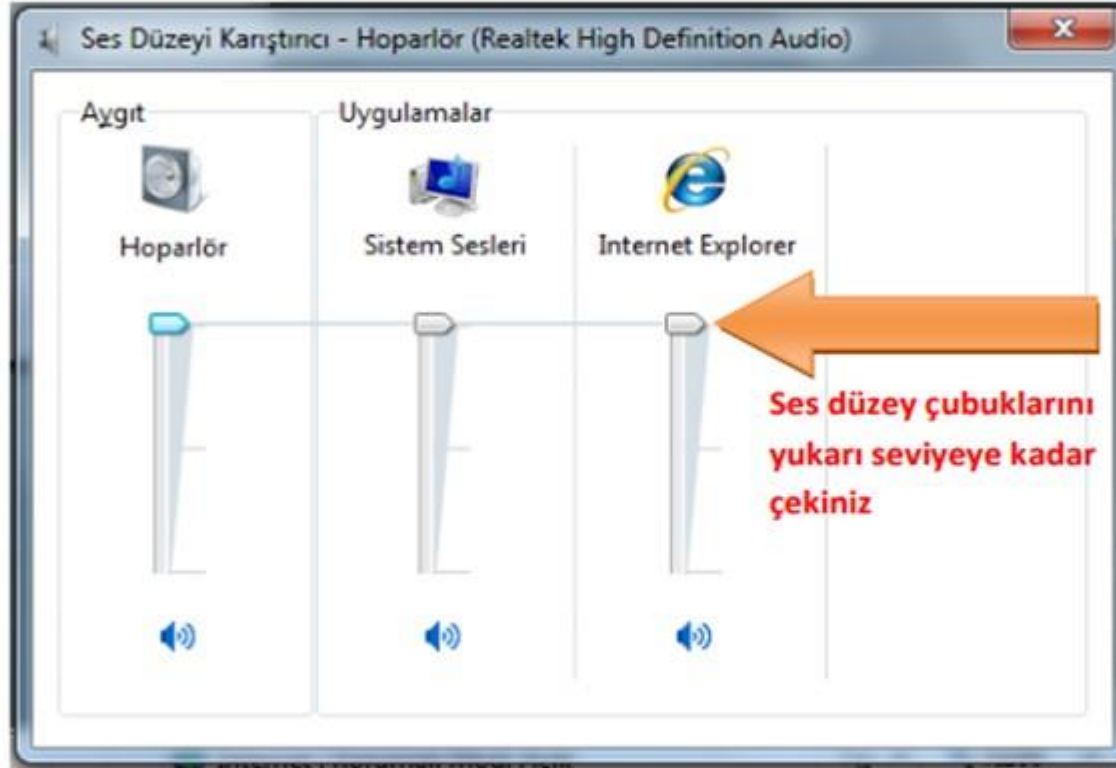 Ses Düzeyi Karıştırıcı - Hoparlör (Realtek High Definition Audio)
Aygıt
Uygulamalar
Hoparlör
Sistem Sesleri
Internet Explorer
Ses düzey çubuklarını
yukarı seviyeye kadar
çekiniz